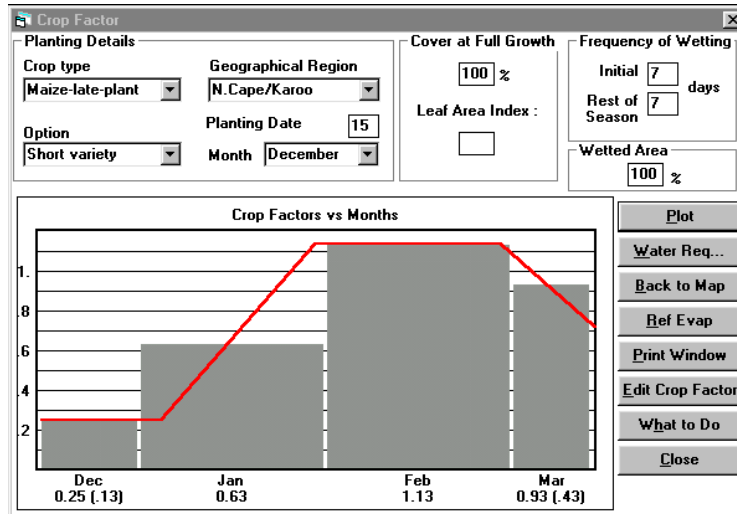 Crop Factor
Planting Details
Crop type
Geographical Region
Maize-late-plant
N.Cape/Karoo
Option
Planting Date 15
Short variety
Month December
Cover at Full Growth
100 %
Leaf Area Index :
Frequency of Wetting
Initial 7
days
Rest of Season 7
Wetted Area
100 %
Crop Factors vs Months
1.
.8
.6
.4
.2
Dec Jan Feb Mar
0.25 (.13) 0.63 1.13 0.93 (.43)
Plot
Water Req...
Back to Map
Ref Evap
Print Window
Edit Crop Factor
What to Do
Close